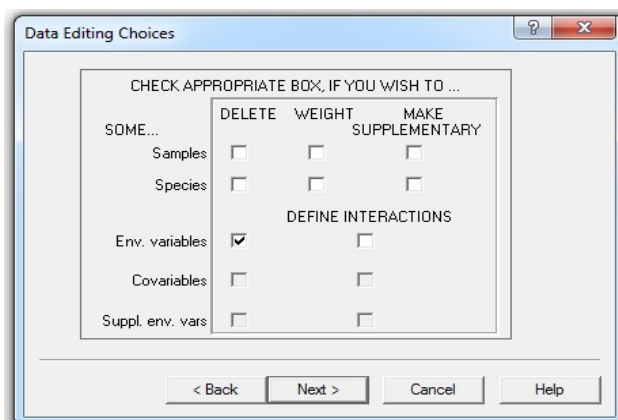 Data Editing Choices
CHECK APPROPRIATE BOX, IF YOU WISH TO ...
DELETE WEIGHT MAKE
SOME... SUPPLEMENTARY
Samples
Species
DEFINE INTERACTIONS
Env. variables
Covariables
Suppl. env. vars
< Back Next > Cancel Help